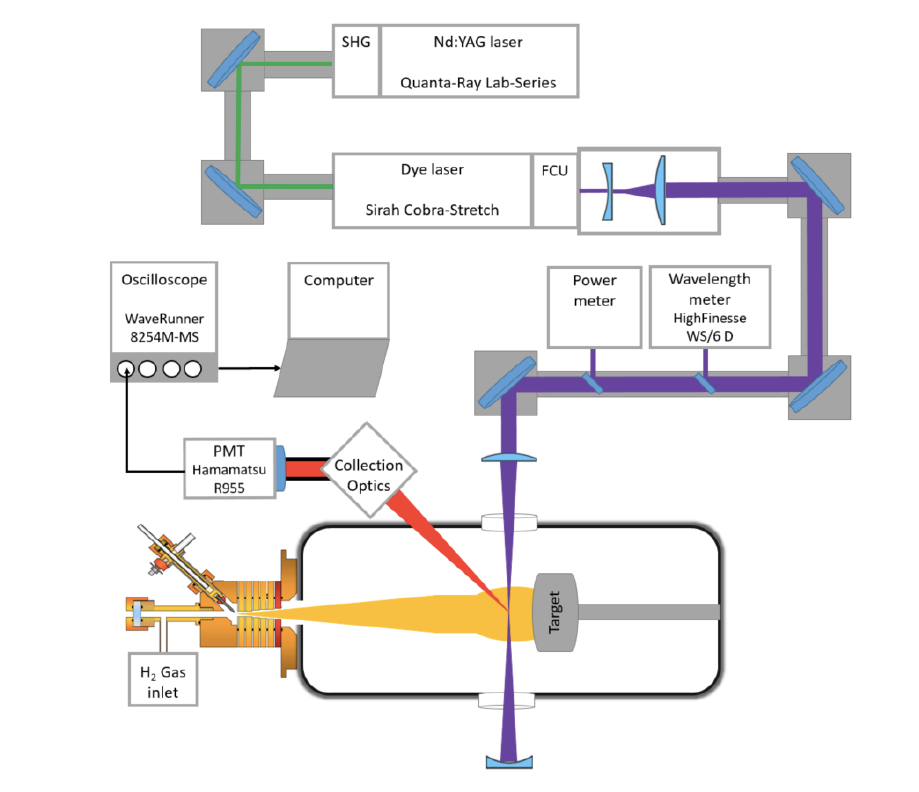 SHG
Nd:YAG laser
Quanta-Ray Lab-Series
Dye laser
Sirah Cobra-Stretch
FCU
Oscilloscope
WaveRunner
8254M-MS
Computer
Power
meter
Wavelength
meter
HighFinesse
WS/6 D
PMT
Hamamatsu
R955
Collection
Optics
Target
H₂ Gas
inlet